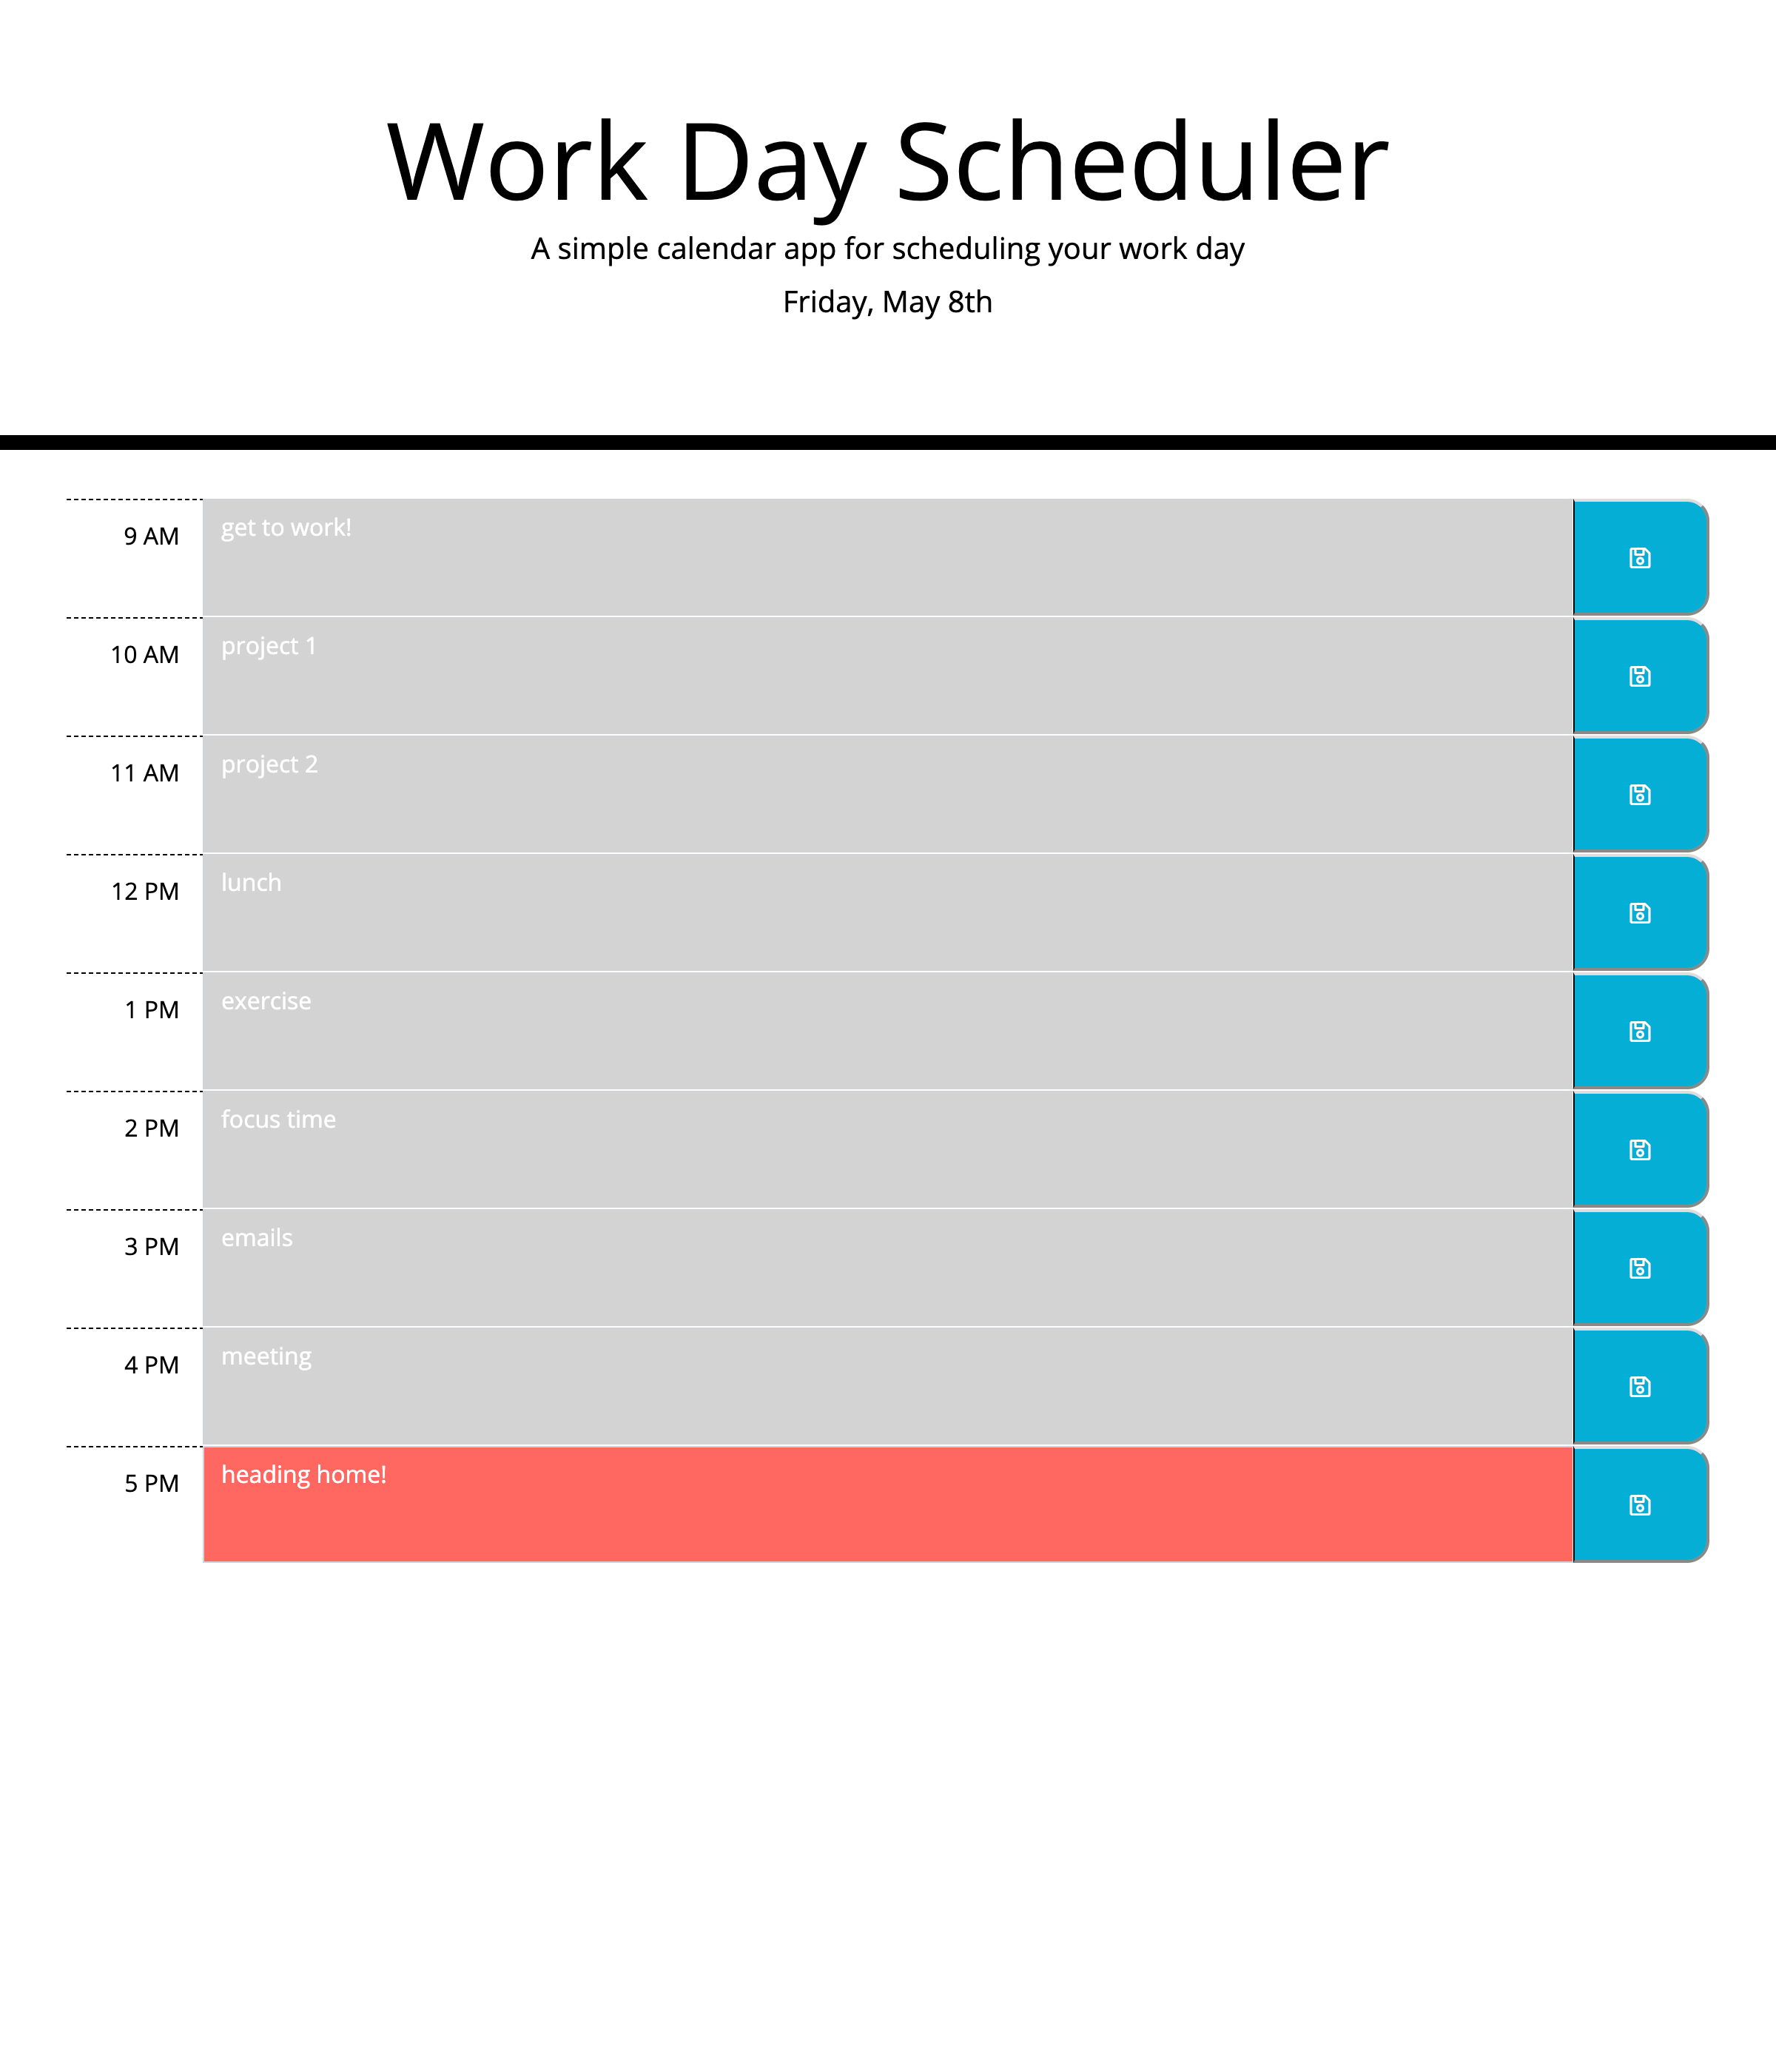 Work Day Scheduler
A simple calendar app for scheduling your work day
Friday, May 8th
9 AM get to work!
10 AM project 1
11 AM project 2
12 PM lunch
1 PM exercise
2 PM focus time
3 PM emails
4 PM meeting
5 PM heading home!